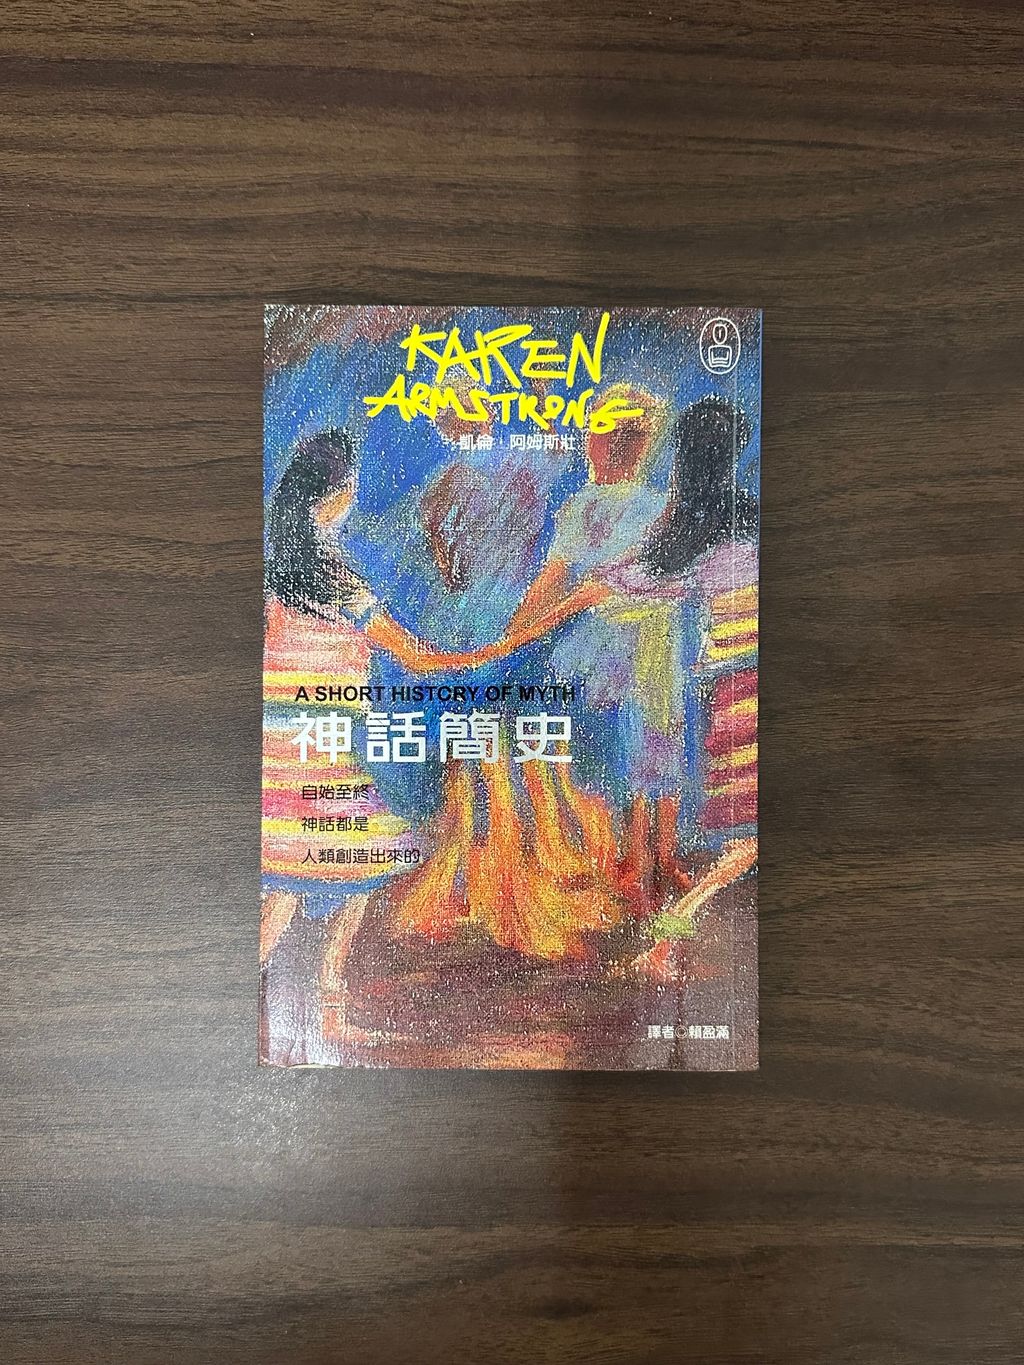 KAREN
ARMSTRONG
凱倫·阿姆斯壯
A SHORT HISTORY OF MYTH
神話簡史
自始至終，
神話都是
人類創造出來的
譯者◎賴盈滿